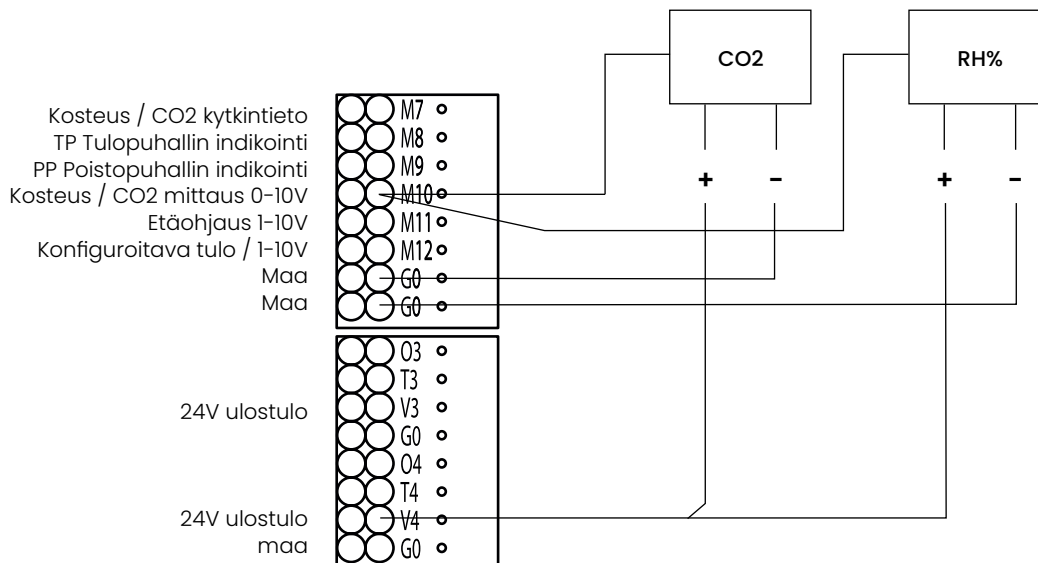 CO2
RH%
+
−
+
−
Kosteus / CO2 kytkintieto M7
TP Tulopuhallin indikointi M8
PP Poistopuhallin indikointi M9
Kosteus / CO2 mittaus 0-10V M10
Etäohjaus 1-10V M11
Konfiguroitava tulo / 1-10V M12
Maa G0
Maa G0
O3
T3
24V ulostulo V3
G0
O4
T4
24V ulostulo V4
maa G0